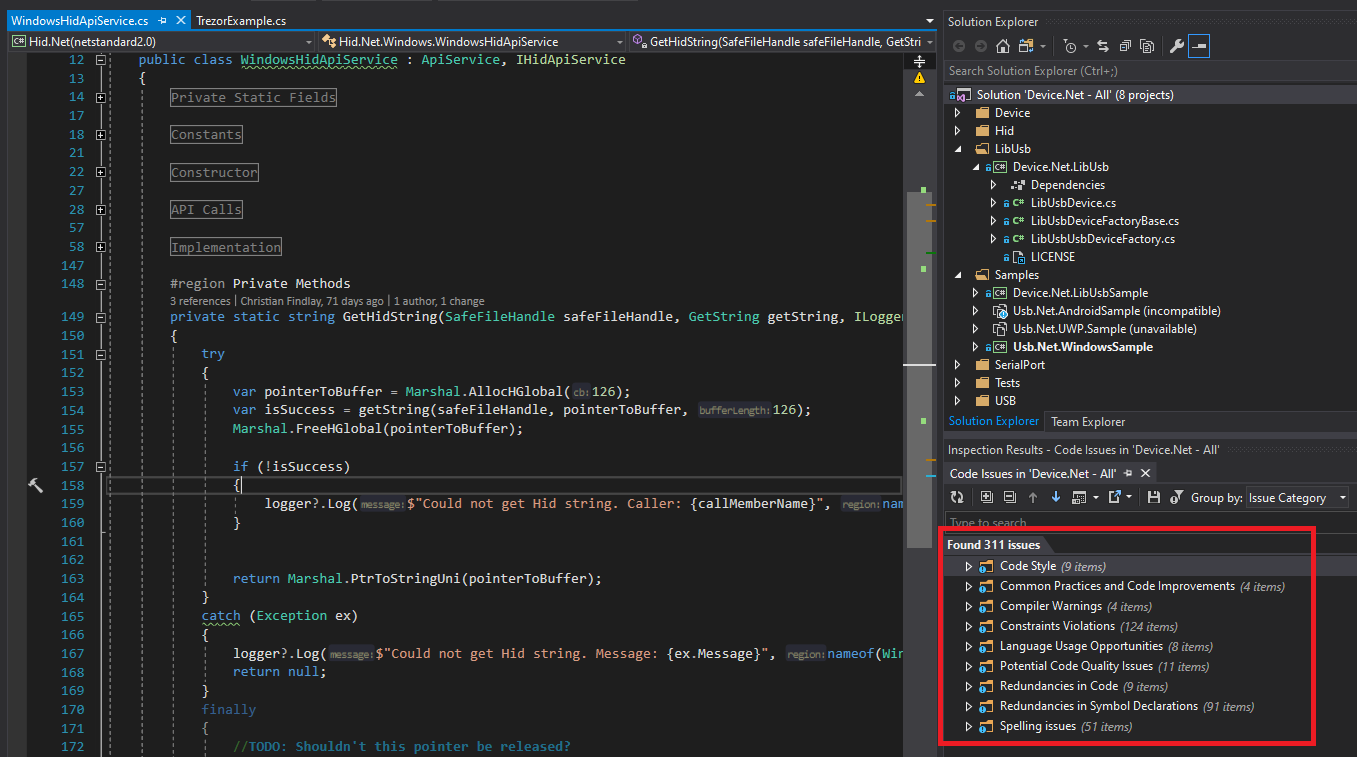 WindowsHidApiService.cs
TrezorExample.cs
Hid.Net(netstandard2.0)
Hid.Net.Windows.WindowsHidApiService
GetHidString(SafeFileHandle safeFileHandle, GetStri
12 public class WindowsHidApiService : ApiService, IHidApiService
13 {
14 Private Static Fields
17
18 Constants
21
22 Constructor
27
28 API Calls
57
58 Implementation
147
148 #region Private Methods
3 references | Christian Findlay, 71 days ago | 1 author, 1 change
149 private static string GetHidString(SafeFileHandle safeFileHandle, GetString getString, ILogger
150 {
151 try
152 {
153 var pointerToBuffer = Marshal.AllocHGlobal(cb: 126);
154 var isSuccess = getString(safeFileHandle, pointerToBuffer, bufferLength: 126);
155 Marshal.FreeHGlobal(pointerToBuffer);
156
157 if (!isSuccess)
158 {
159 logger?.Log(message: $"Could not get Hid string. Caller: {callMemberName}", region: nam
160 }
161
162
163 return Marshal.PtrToStringUni(pointerToBuffer);
164 }
165 catch (Exception ex)
166 {
167 logger?.Log(message: $"Could not get Hid string. Message: {ex.Message}", region: nameof(Win
168 return null;
169 }
170 finally
171 {
172 //TODO: Shouldn't this pointer be released?
Solution Explorer
Search Solution Explorer (Ctrl+;)
Solution 'Device.Net - All' (8 projects)
Device
Hid
LibUsb
Device.Net.LibUsb
Dependencies
C# LibUsbDevice.cs
C# LibUsbDeviceFactoryBase.cs
C# LibUsbUsbDeviceFactory.cs
LICENSE
Samples
Device.Net.LibUsbSample
Usb.Net.AndroidSample (incompatible)
Usb.Net.UWP.Sample (unavailable)
Usb.Net.WindowsSample
SerialPort
Tests
USB
Solution Explorer Team Explorer
Inspection Results - Code Issues in 'Device.Net - All'
Code Issues in 'Device.Net - All'
Group by: Issue Category
Type to search
Found 311 issues
Code Style (9 items)
Common Practices and Code Improvements (4 items)
Compiler Warnings (4 items)
Constraints Violations (124 items)
Language Usage Opportunities (8 items)
Potential Code Quality Issues (11 items)
Redundancies in Code (9 items)
Redundancies in Symbol Declarations (91 items)
Spelling issues (51 items)